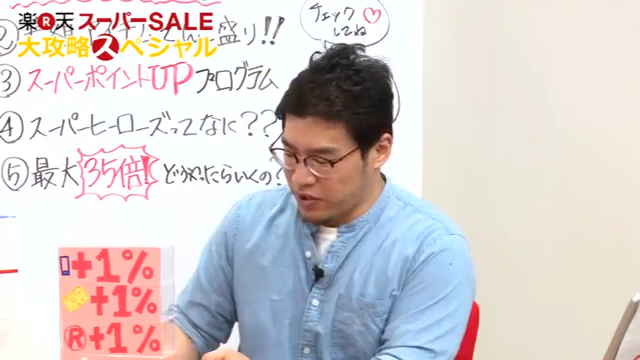 楽R天 スーパーSALE
大攻略スペシャル
盛り!!
チェック♡
してね
③スーパーポイントUPプログラム
④スーパーヒーローズってなに??
⑤最大35倍!!どうやったらいくの?
+1%
+1%
R+1%